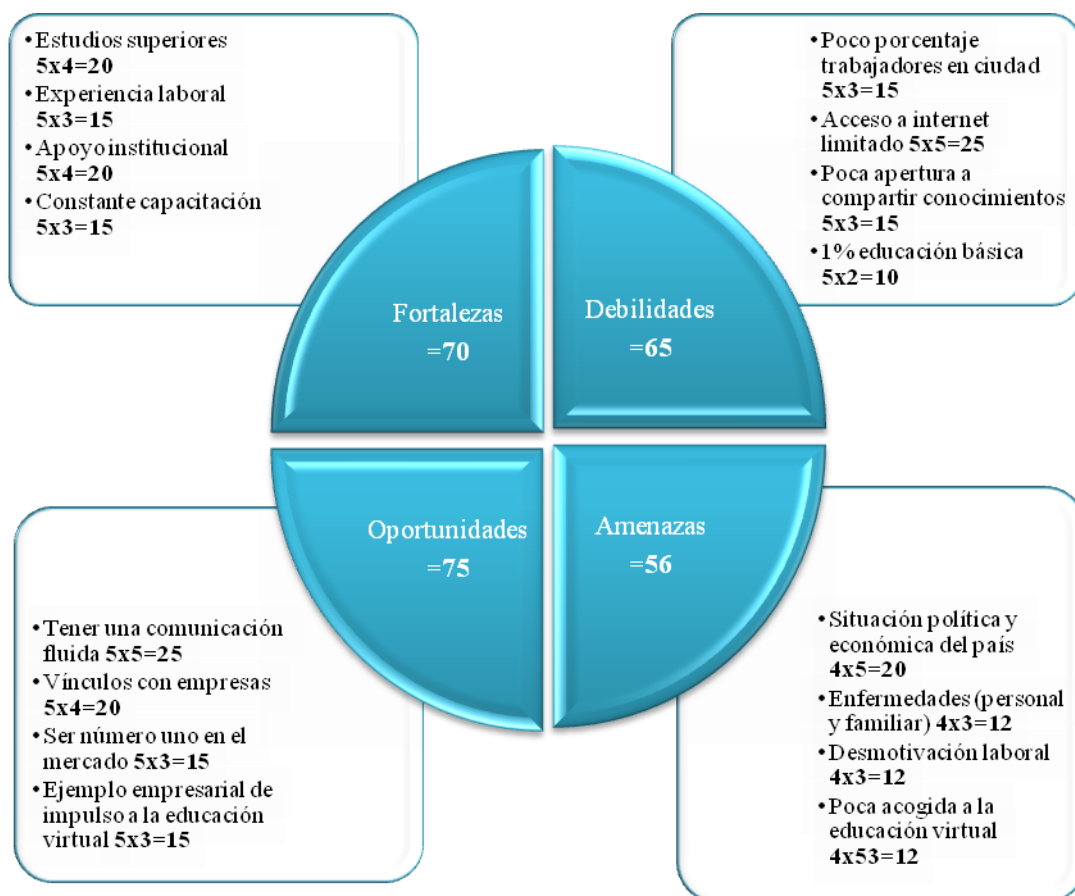 • Estudios superiores
5x4=20
• Experiencia laboral
5x3=15
• Apoyo institucional
5x4=20
• Constante capacitación
5x3=15
• Poco porcentaje
trabajadores en ciudad
5x3=15
• Acceso a internet
limitado 5x5=25
• Poca apertura a
compartir conocimientos
5x3=15
• 1% educación básica
5x2=10
Fortalezas
=70
Debilidades
=65
Oportunidades
=75
Amenazas
=56
• Tener una comunicación
fluida 5x5=25
• Vínculos con empresas
5x4=20
• Ser número uno en el
mercado 5x3=15
• Ejemplo empresarial de
impulso a la educación
virtual 5x3=15
• Situación política y
económica del país
4x5=20
• Enfermedades (personal
y familiar) 4x3=12
• Desmotivación laboral
4x3=12
• Poca acogida a la
educación virtual
4x53=12